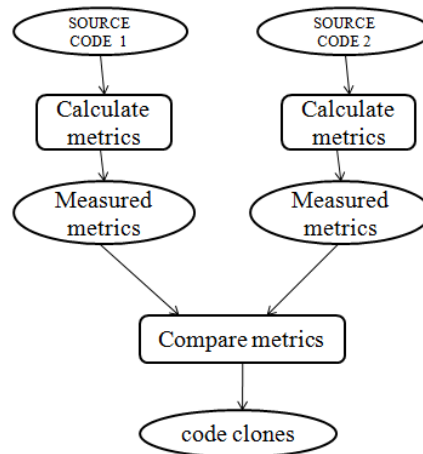 SOURCE
CODE 1
SOURCE
CODE 2
Calculate
metrics
Calculate
metrics
Measured
metrics
Measured
metrics
Compare metrics
code clones